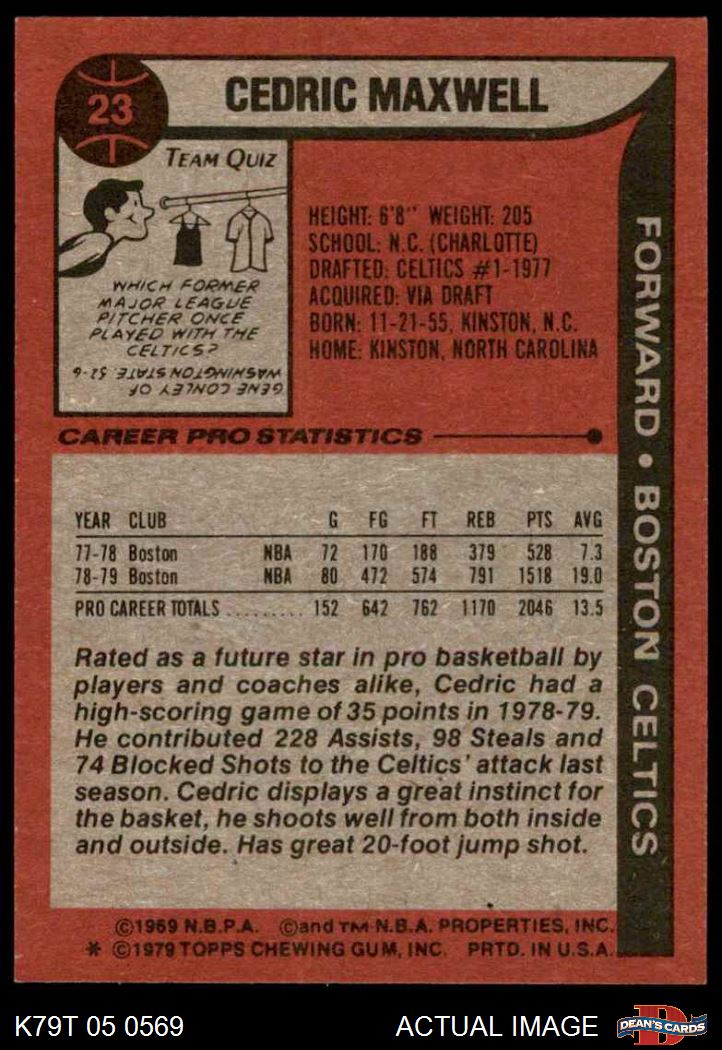 23
CEDRIC MAXWELL
TEAM QUIZ
WHICH FORMER
MAJOR LEAGUE
PITCHER ONCE
PLAYED WITH THE
CELTICS?
GENE CONLEY OF
WASHINGTON STATE. 52-6
HEIGHT: 6'8" WEIGHT: 205
SCHOOL: N.C. (CHARLOTTE)
DRAFTED: CELTICS #1-1977
ACQUIRED: VIA DRAFT
BORN: 11-21-55, KINSTON, N.C.
HOME: KINSTON, NORTH CAROLINA
FORWARD • BOSTON CELTICS
CAREER PRO STATISTICS
YEAR CLUB G FG FT REB PTS AVG
77-78 Boston NBA 72 170 188 379 528 7.3
78-79 Boston NBA 80 472 574 791 1518 19.0
PRO CAREER TOTALS ......... 152 642 762 1170 2046 13.5
Rated as a future star in pro basketball by
players and coaches alike, Cedric had a
high-scoring game of 35 points in 1978-79.
He contributed 228 Assists, 98 Steals and
74 Blocked Shots to the Celtics' attack last
season. Cedric displays a great instinct for
the basket, he shoots well from both inside
and outside. Has great 20-foot jump shot.
©1969 N.B.P.A. ©and TM N.B.A. PROPERTIES, INC.
* ©1979 TOPPS CHEWING GUM, INC. PRTD. IN U.S.A.
K79T 05 0569 ACTUAL IMAGE DEAN'S CARDS